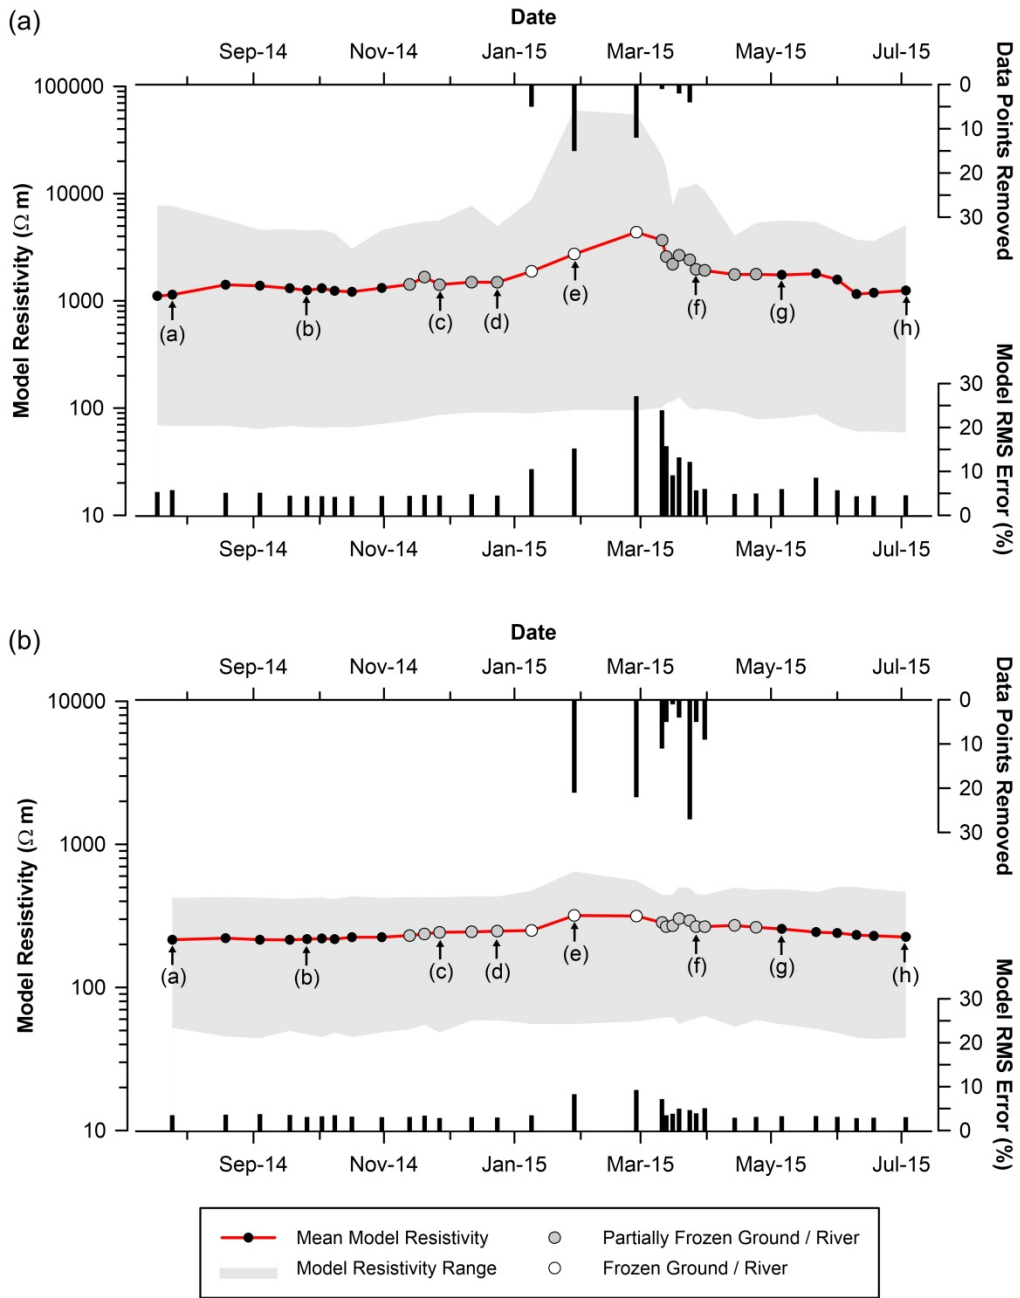 (a)
Date
Sep-14 Nov-14 Jan-15 Mar-15 May-15 Jul-15
Model Resistivity (Ω m)
100000
10000
1000
100
10
Data Points Removed
0
10
20
30
(a) (b) (c) (d) (e) (f) (g) (h)
Model RMS Error (%)
30
20
10
0
Sep-14 Nov-14 Jan-15 Mar-15 May-15 Jul-15
(b)
Date
Sep-14 Nov-14 Jan-15 Mar-15 May-15 Jul-15
Model Resistivity (Ω m)
10000
1000
100
10
Data Points Removed
0
10
20
30
(a) (b) (c) (d) (e) (f) (g) (h)
Model RMS Error (%)
30
20
10
0
Sep-14 Nov-14 Jan-15 Mar-15 May-15 Jul-15
Mean Model Resistivity
Partially Frozen Ground / River
Model Resistivity Range
Frozen Ground / River